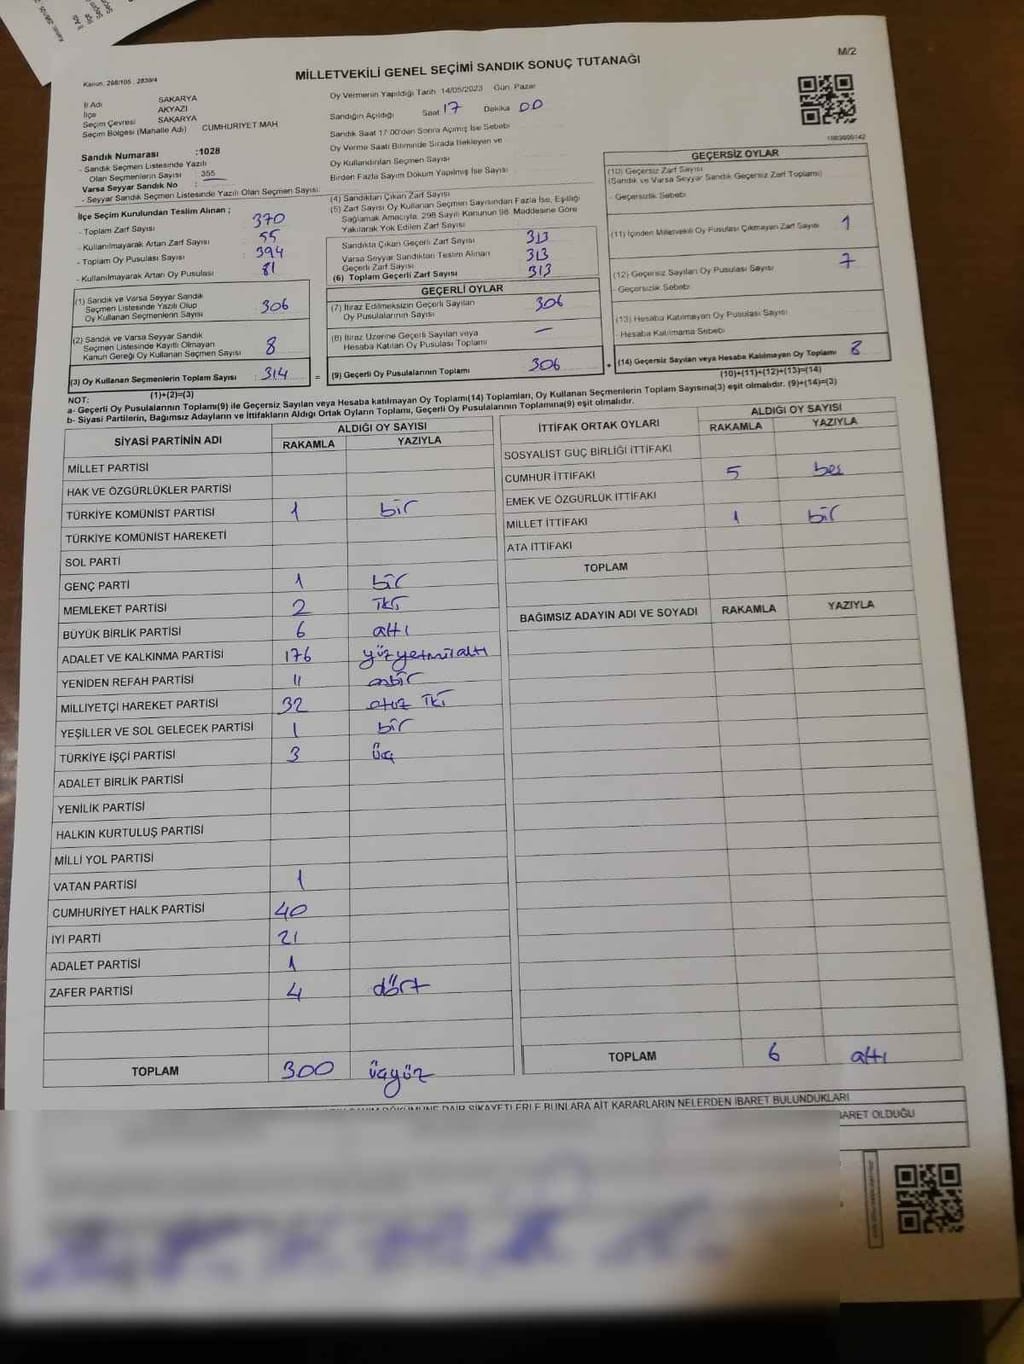 M/2
Kanun: 298/105 , 2839/4
MİLLETVEKİLİ GENEL SEÇİMİ SANDIK SONUÇ TUTANAĞI
İl Adı SAKARYA
İlçe AKYAZI
Seçim Çevresi SAKARYA
Seçim Bölgesi (Mahalle Adı) CUMHURİYET MAH
Sandık Numarası :1028
- Sandık Seçmen Listesinde Yazılı
Olan Seçmenlerin Sayısı 355
Varsa Seyyar Sandık No :
- Seyyar Sandık Seçmen Listesinde Yazılı Olan Seçmen Sayısı:
Oy Vermenin Yapıldığı Tarih 14/05/2023 Gün Pazar
Sandığın Açıldığı Saat 17 Dakika 00
Sandık Saat 17:00'den Sonra Açılmış İse Sebebi
Oy Verme Saati Bitiminde Sırada Bekleyen ve
Oy Kullandırılan Seçmen Sayısı
Birden Fazla Sayım Döküm Yapılmış İse Sayısı
İlçe Seçim Kurulundan Teslim Alınan ;
- Toplam Zarf Sayısı 370
- Kullanılmayarak Artan Zarf Sayısı 55
- Toplam Oy Pusulası Sayısı : 394
- Kullanılmayarak Artan Oy Pusulası 81
(1) Sandık ve Varsa Seyyar Sandık
Seçmen Listesinde Yazılı Olup
Oy Kullanan Seçmenlerin Sayısı 306
(2) Sandık ve Varsa Seyyar Sandık
Seçmen Listesinde Kayıtlı Olmayan
Kanun Gereği Oy Kullanan Seçmen Sayısı 8
(3) Oy Kullanan Seçmenlerin Toplam Sayısı : 314 =
(1)+(2)=(3)
(4) Sandıktan Çıkan Zarf Sayısı
(5) Zarf Sayısı Oy Kullanan Seçmen Sayısından Fazla İse, Eşitliği
Sağlamak Amacıyla, 298 Sayılı Kanunun 98. Maddesine Göre
Yakılarak Yok Edilen Zarf Sayısı
Sandıkta Çıkan Geçerli Zarf Sayısı 313
Varsa Seyyar Sandıktan Teslim Alınan
Geçerli Zarf Sayısı 313
(6) Toplam Geçerli Zarf Sayısı 313
GEÇERLİ OYLAR
(7) İtiraz Edilmeksizin Geçerli Sayılan
Oy Pusulalarının Sayısı 306
(8) İtiraz Üzerine Geçerli Sayılan veya
Hesaba Katılan Oy Pusulası Toplamı —
(9) Geçerli Oy Pusulalarının Toplamı 306 +
GEÇERSİZ OYLAR
(10) Geçersiz Zarf Sayısı
(Sandık ve Varsa Seyyar Sandık Geçersiz Zarf Toplamı)
- Geçersizlik Sebebi
(11) İçinden Milletvekili Oy Pusulası Çıkmayan Zarf Sayısı 1
(12) Geçersiz Sayılan Oy Pusulası Sayısı 7
- Geçersizlik Sebebi
(13) Hesaba Katılmayan Oy Pusulası Sayısı
- Hesaba Katılmama Sebebi
(14) Geçersiz Sayılan veya Hesaba Katılmayan Oy Toplamı 8
(10)+(11)+(12)+(13)=(14)
NOT:
a- Geçerli Oy Pusulalarının Toplam(9) ile Geçersiz Sayılan veya Hesaba katılmayan Oy Toplam(14) Toplamları, Oy Kullanan Seçmenlerin Toplam Sayısına(3) eşit olmalıdır. (9)+(14)=(3)
b- Siyasi Partilerin, Bağımsız Adayların ve İttifakların Aldığı Ortak Oyların Toplamı, Geçerli Oy Pusulalarının Toplamına(9) eşit olmalıdır.
SİYASİ PARTİNİN ADI ALDIĞI OY SAYISI
RAKAMLA YAZIYLA
MİLLET PARTİSİ
HAK VE ÖZGÜRLÜKLER PARTİSİ
TÜRKİYE KOMÜNİST PARTİSİ 1 bir
TÜRKİYE KOMÜNİST HAREKETİ
SOL PARTİ
GENÇ PARTİ 1 bir
MEMLEKET PARTİSİ 2 iki
BÜYÜK BİRLİK PARTİSİ 6 altı
ADALET VE KALKINMA PARTİSİ 176 yüzyetmişaltı
YENİDEN REFAH PARTİSİ 11 onbir
MİLLİYETÇİ HAREKET PARTİSİ 32 otuz iki
YEŞİLLER VE SOL GELECEK PARTİSİ 1 bir
TÜRKİYE İŞÇİ PARTİSİ 3 üç
ADALET BİRLİK PARTİSİ
YENİLİK PARTİSİ
HALKIN KURTULUŞ PARTİSİ
MİLLİ YOL PARTİSİ
VATAN PARTİSİ 1
CUMHURİYET HALK PARTİSİ 40
İYİ PARTİ 21
ADALET PARTİSİ 1
ZAFER PARTİSİ 4 dört
TOPLAM 300 üçyüz
İTTİFAK ORTAK OYLARI ALDIĞI OY SAYISI
RAKAMLA YAZIYLA
SOSYALİST GÜÇ BİRLİĞİ İTTİFAKI
CUMHUR İTTİFAKI 5 beş
EMEK VE ÖZGÜRLÜK İTTİFAKI
MİLLET İTTİFAKI 1 bir
ATA İTTİFAKI
TOPLAM
BAĞIMSIZ ADAYIN ADI VE SOYADI RAKAMLA YAZIYLA
TOPLAM 6 altı
DÖKÜMÜNE DAİR ŞİKAYETLERLE BUNLARA AİT KARARLARIN NELERDEN İBARET BULUNDUKLARI
İBARET OLDUĞU